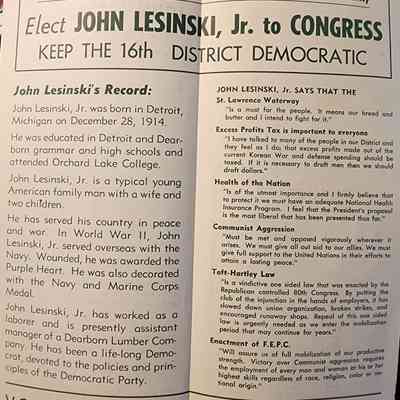 Elect JOHN LESINSKI, Jr. to CONGRESS
KEEP THE 16th DISTRICT DEMOCRATIC
John Lesinski's Record:
John Lesinski, Jr. was born in Detroit,
Michigan on December 28, 1914.
He was educated in Detroit and Dear-
born grammar and high schools and
attended Orchard Lake College.
John Lesinski, Jr. is a typical young
American family man with a wife and
two children.
He has served his country in peace
and war. In World War II, John
Lesinski, Jr. served overseas with the
Navy. Wounded, he was awarded the
Purple Heart. He was also decorated
with the Navy and Marine Corps
Medal.
John Lesinski, Jr. has worked as a
laborer and is presently assistant
manager of a Dearborn Lumber Com-
pany. He has been a life-long Demo-
crat, devoted to the policies and prin-
ciples of the Democratic Party.
JOHN LESINSKI, Jr. SAYS THAT THE
St. Lawrence Waterway
"Is a must for the people. It means our bread and
butter and I intend to fight for it."
Excess Profits Tax is important to everyone
"I have talked to many of the people in our District and
they feel as I do, that excess profits made out of the
current Korean War and defense spending should be
taxed. If it is necessary to draft men then we should
draft dollars."
Health of the Nation
"Is of the utmost importance and I firmly believe that
to protect it we must have an adequate National Health
Insurance Program. I feel that the President's proposal
is the most liberal that has been presented thus far."
Communist Aggression
"Must be met and opposed vigorously wherever it
arises. We must give all out aid to our allies. We must
give full support to the United Nations in their efforts to
attain a lasting peace."
Taft-Hartley Law
"Is a vindictive one sided law that was enacted by the
Republican controlled 80th Congress. By putting the
club of the injunction in the hands of employers, it has
slowed down union organization, broken strikes, and
encouraged runaway shops. Repeal of this one sided
law is urgently needed as we enter the mobilization
period that may continue for years."
Enactment of F.E.P.C.
"Will assure us of full mobilization of our productive
strength. Victory over Communist aggression requires
the employment of every man and woman at his or her
highest skills regardless of race, religion, color or na-
tional origin."